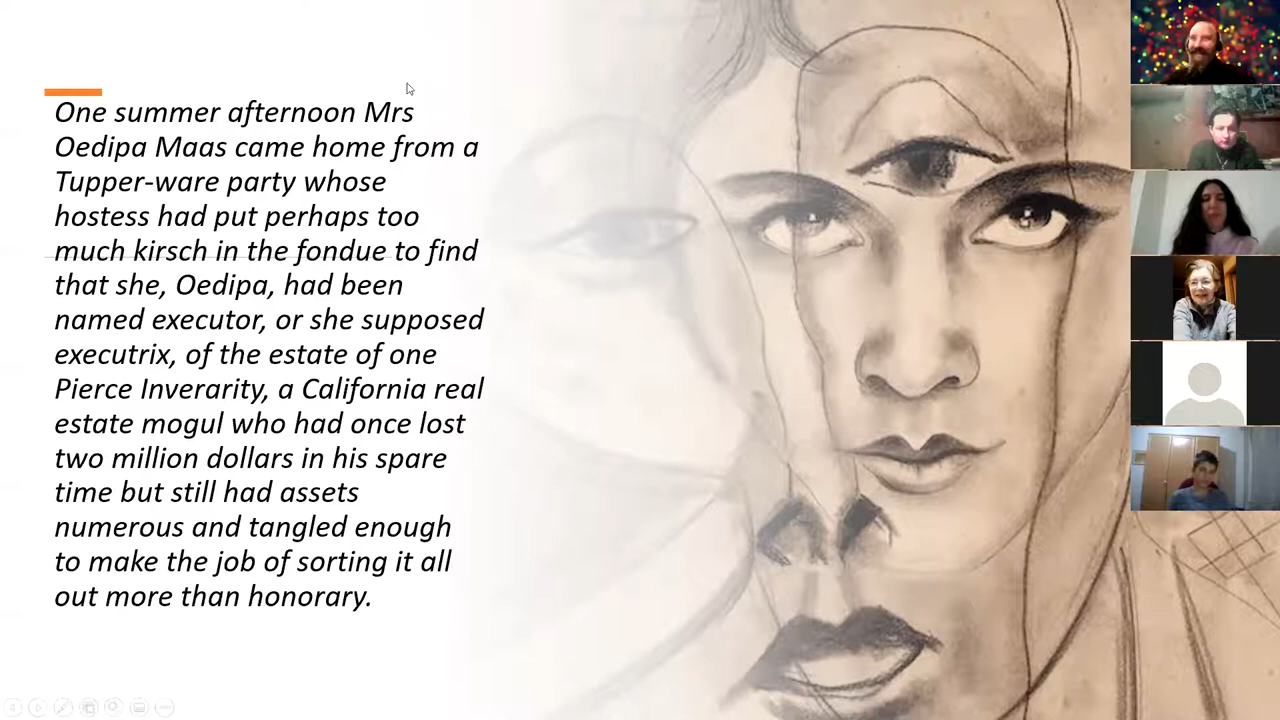 One summer afternoon Mrs
Oedipa Maas came home from a
Tupper-ware party whose
hostess had put perhaps too
much kirsch in the fondue to find
that she, Oedipa, had been
named executor, or she supposed
executrix, of the estate of one
Pierce Inverarity, a California real
estate mogul who had once lost
two million dollars in his spare
time but still had assets
numerous and tangled enough
to make the job of sorting it all
out more than honorary.